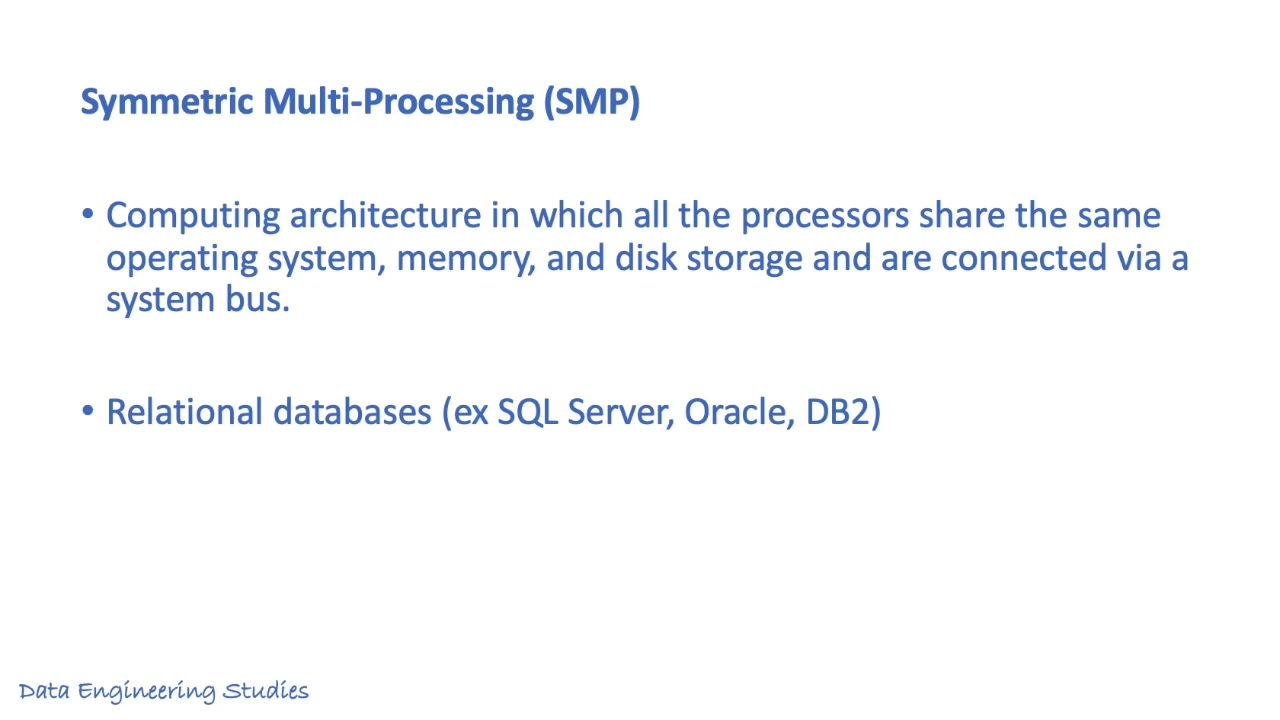 Symmetric Multi-Processing (SMP)
• Computing architecture in which all the processors share the same
operating system, memory, and disk storage and are connected via a
system bus.
• Relational databases (ex SQL Server, Oracle, DB2)
Data Engineering Studies